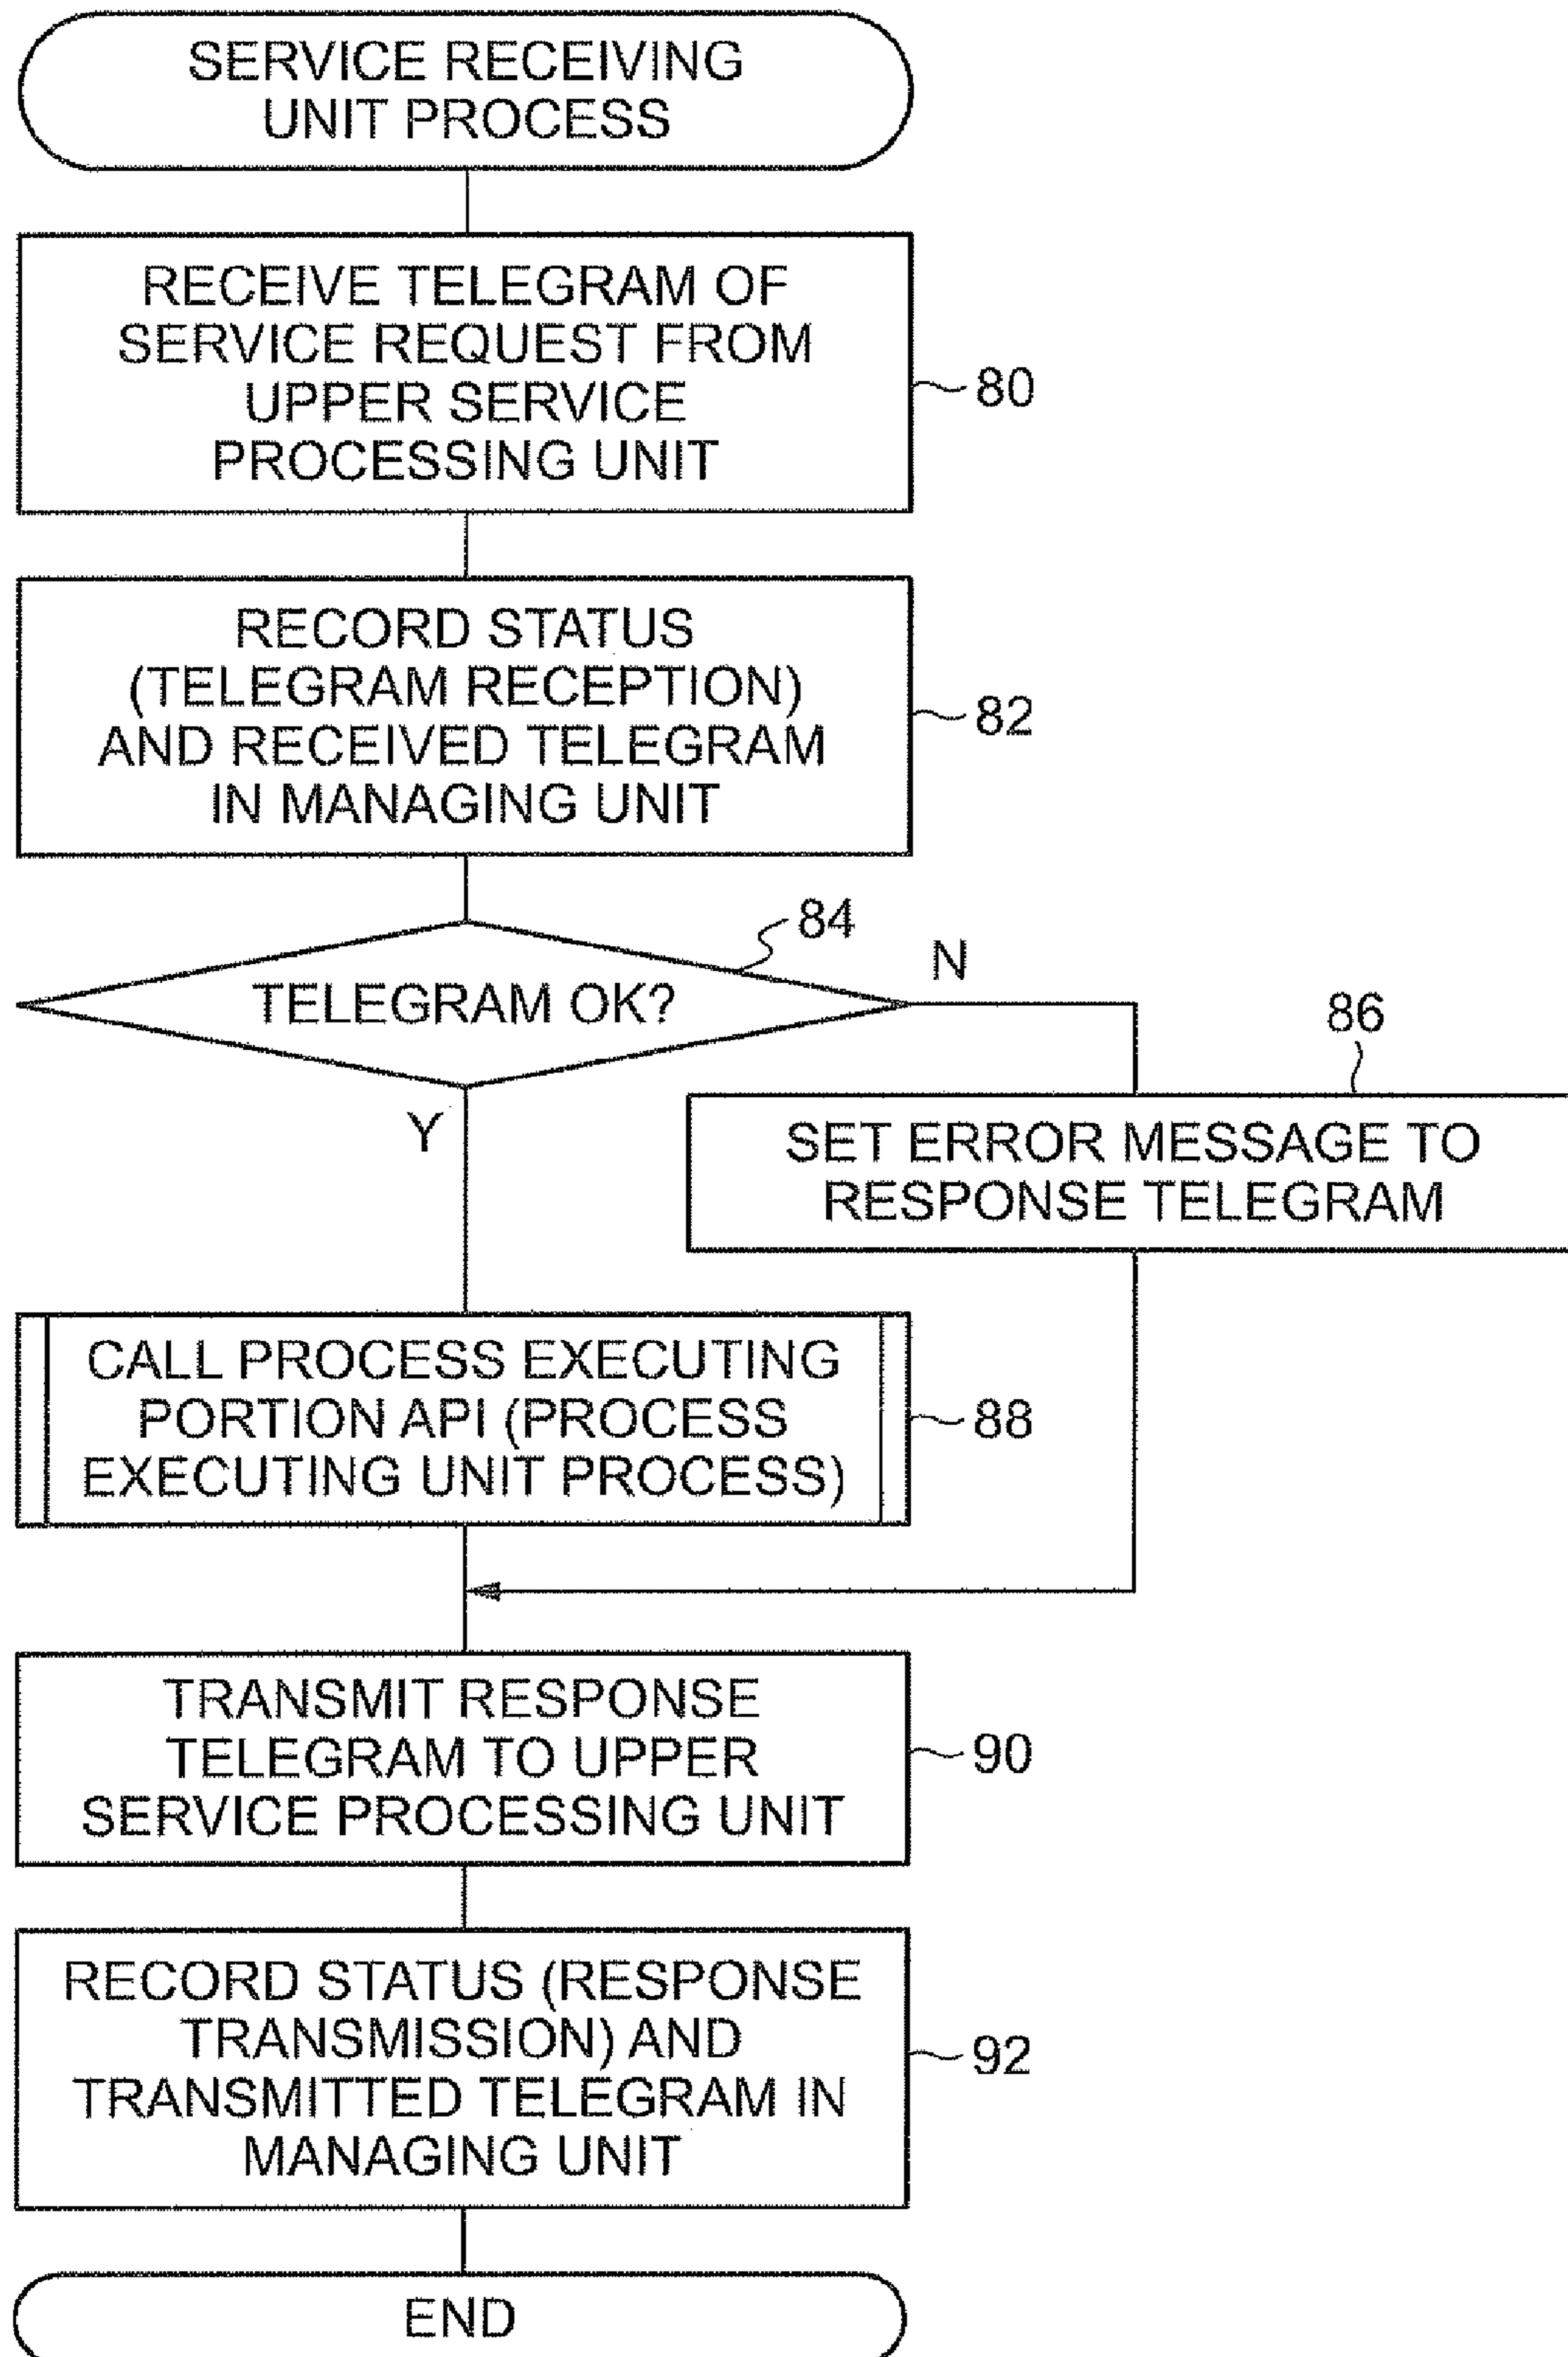 SERVICE RECEIVING
UNIT PROCESS
RECEIVE TELEGRAM OF
SERVICE REQUEST FROM
UPPER SERVICE
PROCESSING UNIT
80
RECORD STATUS
(TELEGRAM RECEPTION)
AND RECEIVED TELEGRAM
IN MANAGING UNIT
82
84
TELEGRAM OK?
N
Y
86
SET ERROR MESSAGE TO
RESPONSE TELEGRAM
CALL PROCESS EXECUTING
PORTION API (PROCESS
EXECUTING UNIT PROCESS)
88
TRANSMIT RESPONSE
TELEGRAM TO UPPER
SERVICE PROCESSING UNIT
90
RECORD STATUS (RESPONSE
TRANSMISSION) AND
TRANSMITTED TELEGRAM IN
MANAGING UNIT
92
END